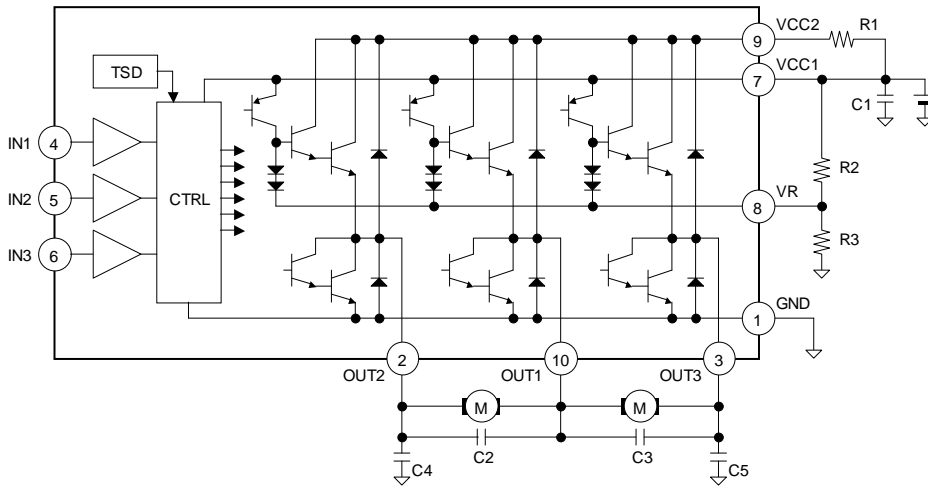 VCC2
R1
9
VCC1
TSD
7
C1
IN1
4
R2
IN2
5
CTRL
VR
8
IN3
6
R3
GND
1
2
10
3
OUT2
OUT1
OUT3
M
M
C2
C3
C4
C5